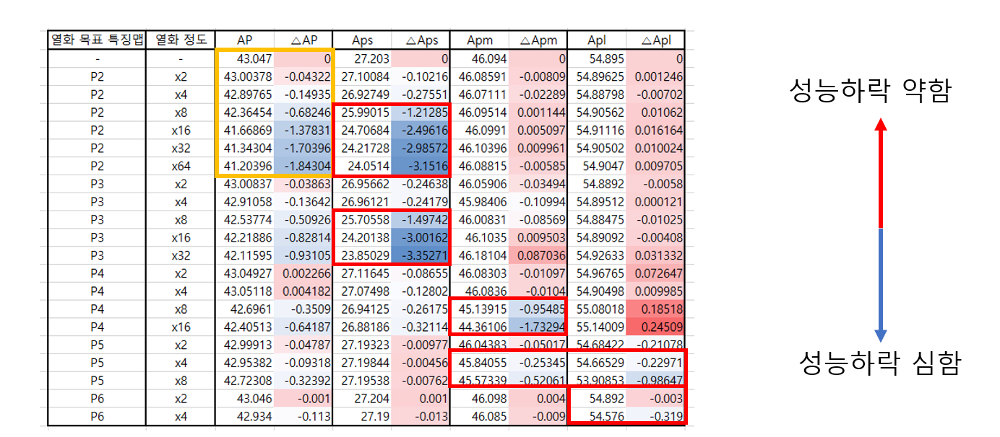 열화 목표 특징맵 열화 정도 AP △AP Aps △Aps Apm △Apm Apl △Apl
- - 43.047 0 27.203 0 46.094 0 54.895 0
P2 x2 43.00378 -0.04322 27.10084 -0.10216 46.08591 -0.00809 54.89625 0.001246
성능하락 약함
P2 x4 42.89765 -0.14935 26.92749 -0.27551 46.07111 -0.02289 54.88798 -0.00702
P2 x8 42.36454 -0.68246 25.99015 -1.21285 46.09514 0.001144 54.90562 0.01062
P2 x16 41.66869 -1.37831 24.70684 -2.49616 46.0991 0.005097 54.91116 0.016164
P2 x32 41.34304 -1.70396 24.21728 -2.98572 46.10396 0.009961 54.90502 0.010024
P2 x64 41.20396 -1.84304 24.0514 -3.1516 46.08815 -0.00585 54.9047 0.009705
P3 x2 43.00837 -0.03863 26.95662 -0.24638 46.05906 -0.03494 54.8892 -0.0058
P3 x4 42.91058 -0.13642 26.96121 -0.24179 45.98406 -0.10994 54.89512 0.000121
P3 x8 42.53774 -0.50926 25.70558 -1.49742 46.00831 -0.08569 54.88475 -0.01025
P3 x16 42.21886 -0.82814 24.20138 -3.00162 46.1035 0.009503 54.89092 -0.00408
P3 x32 42.11595 -0.93105 23.85029 -3.35271 46.18104 0.087036 54.92633 0.031332
P4 x2 43.04927 0.002266 27.11645 -0.08655 46.08303 -0.01097 54.96765 0.072647
P4 x4 43.05118 0.004182 27.07498 -0.12802 46.0836 -0.0104 54.90498 0.009985
P4 x8 42.6961 -0.3509 26.94125 -0.26175 45.13915 -0.95485 55.08018 0.18518
P4 x16 42.40513 -0.64187 26.88186 -0.32114 44.36106 -1.73294 55.14009 0.24509
P5 x2 42.99913 -0.04787 27.19323 -0.00977 46.04383 -0.05017 54.68422 -0.21078
P5 x4 42.95382 -0.09318 27.19844 -0.00456 45.84055 -0.25345 54.66529 -0.22971
성능하락 심함
P5 x8 42.72308 -0.32392 27.19538 -0.00762 45.57339 -0.52061 53.90853 -0.98647
P6 x2 43.046 -0.001 27.204 0.001 46.098 0.004 54.892 -0.003
P6 x4 42.934 -0.113 27.19 -0.013 46.085 -0.009 54.576 -0.319